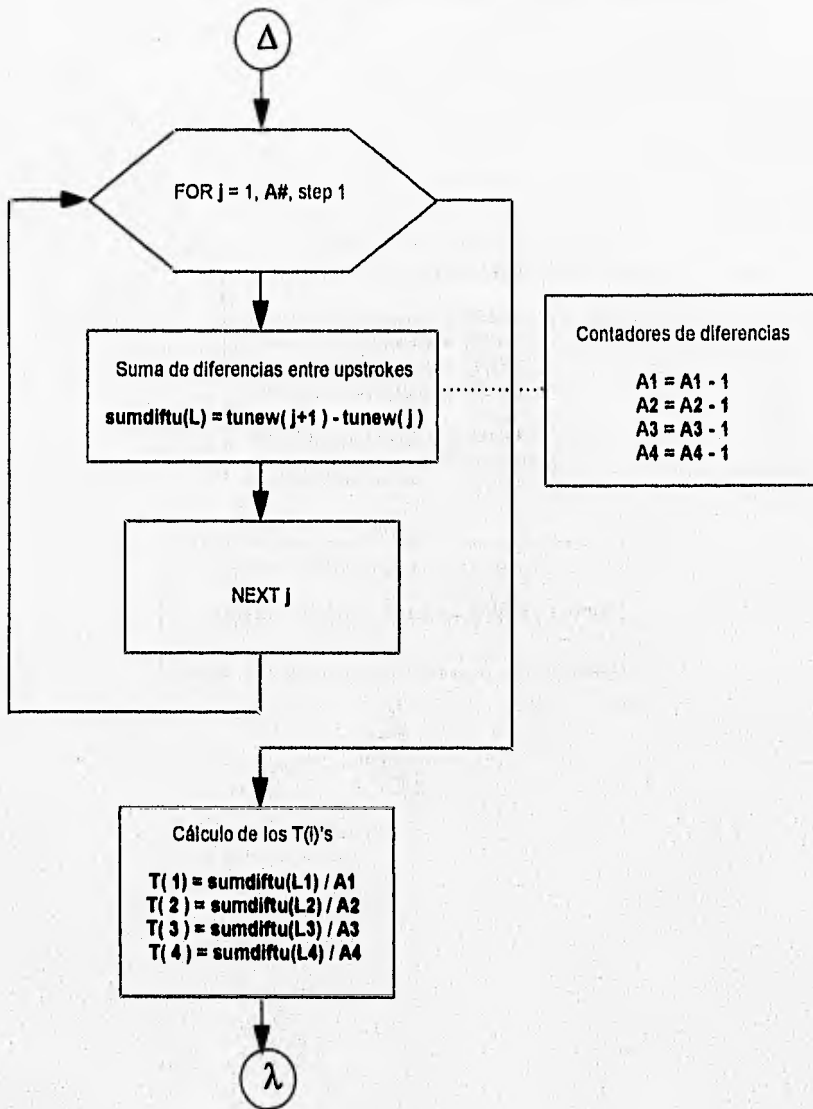 Δ
FOR j = 1, A#, step 1
Suma de diferencias entre upstrokes
sumdiftu(L) = tunew( j+1 ) - tunew( j )
Contadores de diferencias
A1 = A1 - 1
A2 = A2 - 1
A3 = A3 - 1
A4 = A4 - 1
NEXT j
Cálculo de los T(i)'s
T( 1) = sumdiftu(L1) / A1
T( 2 ) = sumdiftu(L2) / A2
T( 3 ) = sumdiftu(L3) / A3
T( 4 ) = sumdiftu(L4) / A4
λ